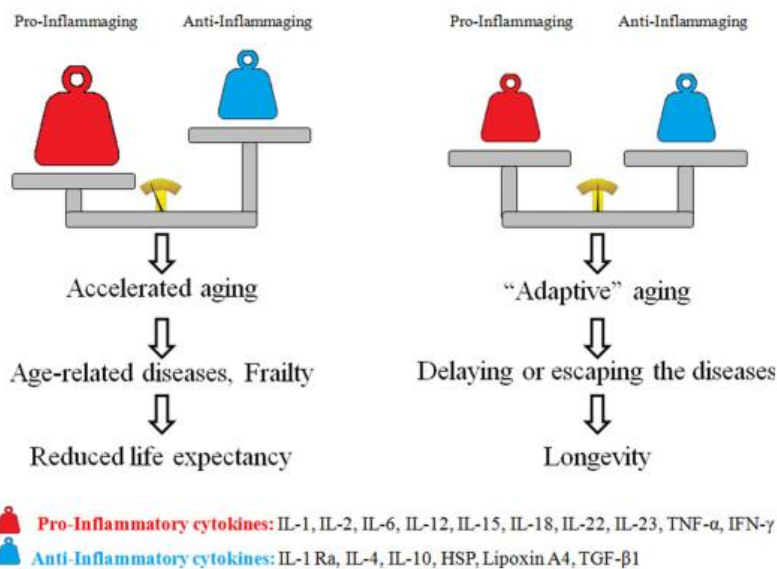 Pro-Inflammaging Anti-Inflammaging
Accelerated aging
Age-related diseases, Frailty
Reduced life expectancy
Pro-Inflammaging Anti-Inflammaging
“Adaptive” aging
Delaying or escaping the diseases
Longevity
Pro-Inflammatory cytokines: IL-1, IL-2, IL-6, IL-12, IL-15, IL-18, IL-22, IL-23, TNF-α, IFN-γ
Anti-Inflammatory cytokines: IL-1 Ra, IL-4, IL-10, HSP, Lipoxin A4, TGF-β1